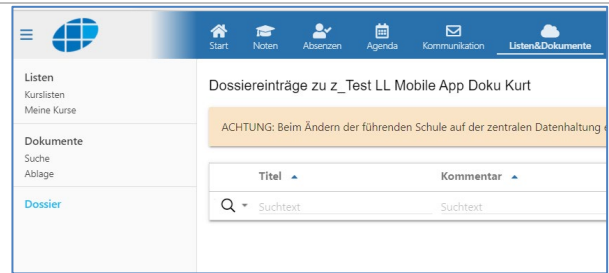 Start Noten Absenzen Agenda Kommunikation Listen&Dokumente
Listen
Kurslisten
Meine Kurse
Dokumente
Suche
Ablage
Dossier
Dossiereinträge zu z_Test LL Mobile App Doku Kurt
ACHTUNG: Beim Ändern der führenden Schule auf der zentralen Datenhaltung
Titel Kommentar
Suchtext Suchtext